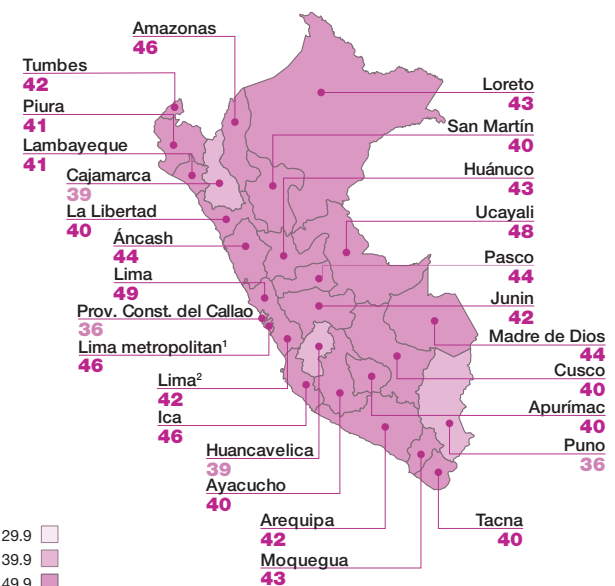 Amazonas
46
Tumbes
42
Piura
41
Lambayeque
41
Cajamarca
39
La Libertad
40
Áncash
44
Lima
49
Prov. Const. del Callao
36
Lima metropolitan¹
46
Lima²
42
Ica
46
Huancavelica
39
Ayacucho
40
Arequipa
42
Moquegua
43
Loreto
43
San Martín
40
Huánuco
43
Ucayali
48
Pasco
44
Junin
42
Madre de Dios
44
Cusco
40
Apurímac
40
Puno
36
Tacna
40
29.9
39.9
49.9